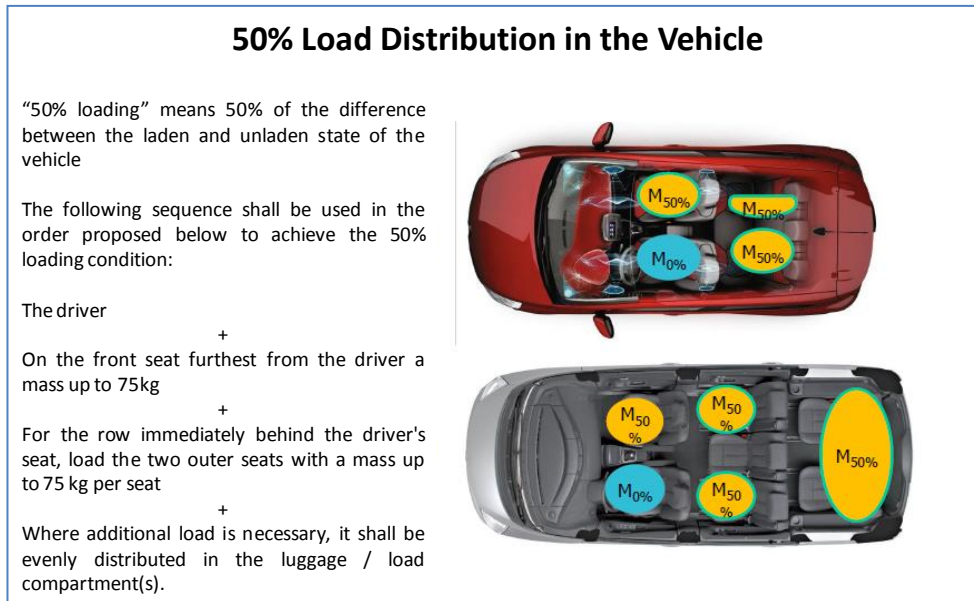 50% Load Distribution in the Vehicle
“50% loading” means 50% of the difference
between the laden and unladen state of the
vehicle
The following sequence shall be used in the
order proposed below to achieve the 50%
loading condition:
The driver
+
On the front seat furthest from the driver a
mass up to 75kg
+
For the row immediately behind the driver's
seat, load the two outer seats with a mass up
to 75 kg per seat
+
Where additional load is necessary, it shall be
evenly distributed in the luggage / load
compartment(s).
M50%
M50%
M0%
M50%
M50
%
M50
%
M0%
M50
%
M50%